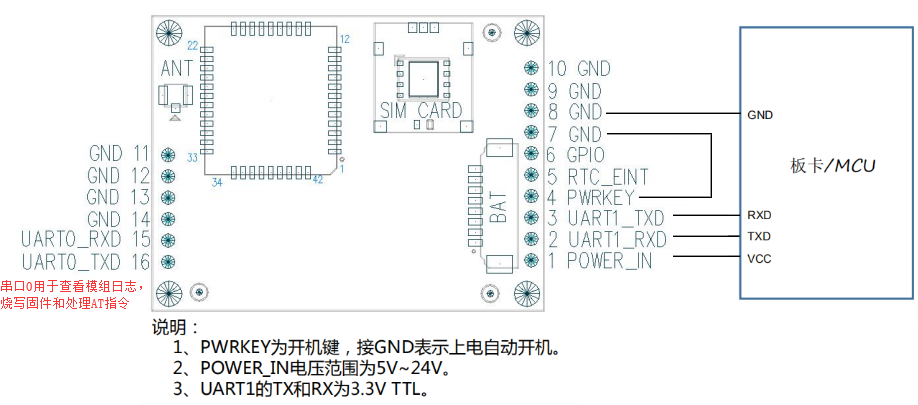 22
12
ANT
SIM CARD
33
34
42
1
BAT
10 GND
9 GND
8 GND
7 GND
6 GPIO
5 RTC_EINT
4 PWRKEY
3 UART1_TXD
2 UART1_RXD
1 POWER_IN
GND 11
GND 12
GND 13
GND 14
UART0_RXD 15
UART0_TXD 16
串口0用于查看模组日志，
烧写固件和处理AT指令
GND
板卡/MCU
RXD
TXD
VCC
说明：
1、PWRKEY为开机键，接GND表示上电自动开机。
2、POWER_IN电压范围为5V~24V。
3、UART1的TX和RX为3.3V TTL。